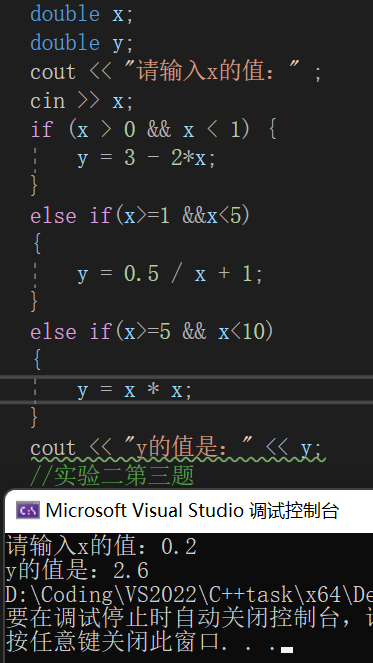 double x;
double y;
cout << "请输入x的值：" ;
cin >> x;
if (x > 0 && x < 1) {
y = 3 - 2*x;
}
else if(x>=1 &&x<5)
{
y = 0.5 / x + 1;
}
else if(x>=5 && x<10)
{
y = x * x;
}
cout << "y的值是：" << y;
//实验二第三题
Microsoft Visual Studio 调试控制台
请输入x的值：0.2
y的值是：2.6
D:\Coding\VS2022\C++task\x64\De
要在调试停止时自动关闭控制台，
按任意键关闭此窗口. . .